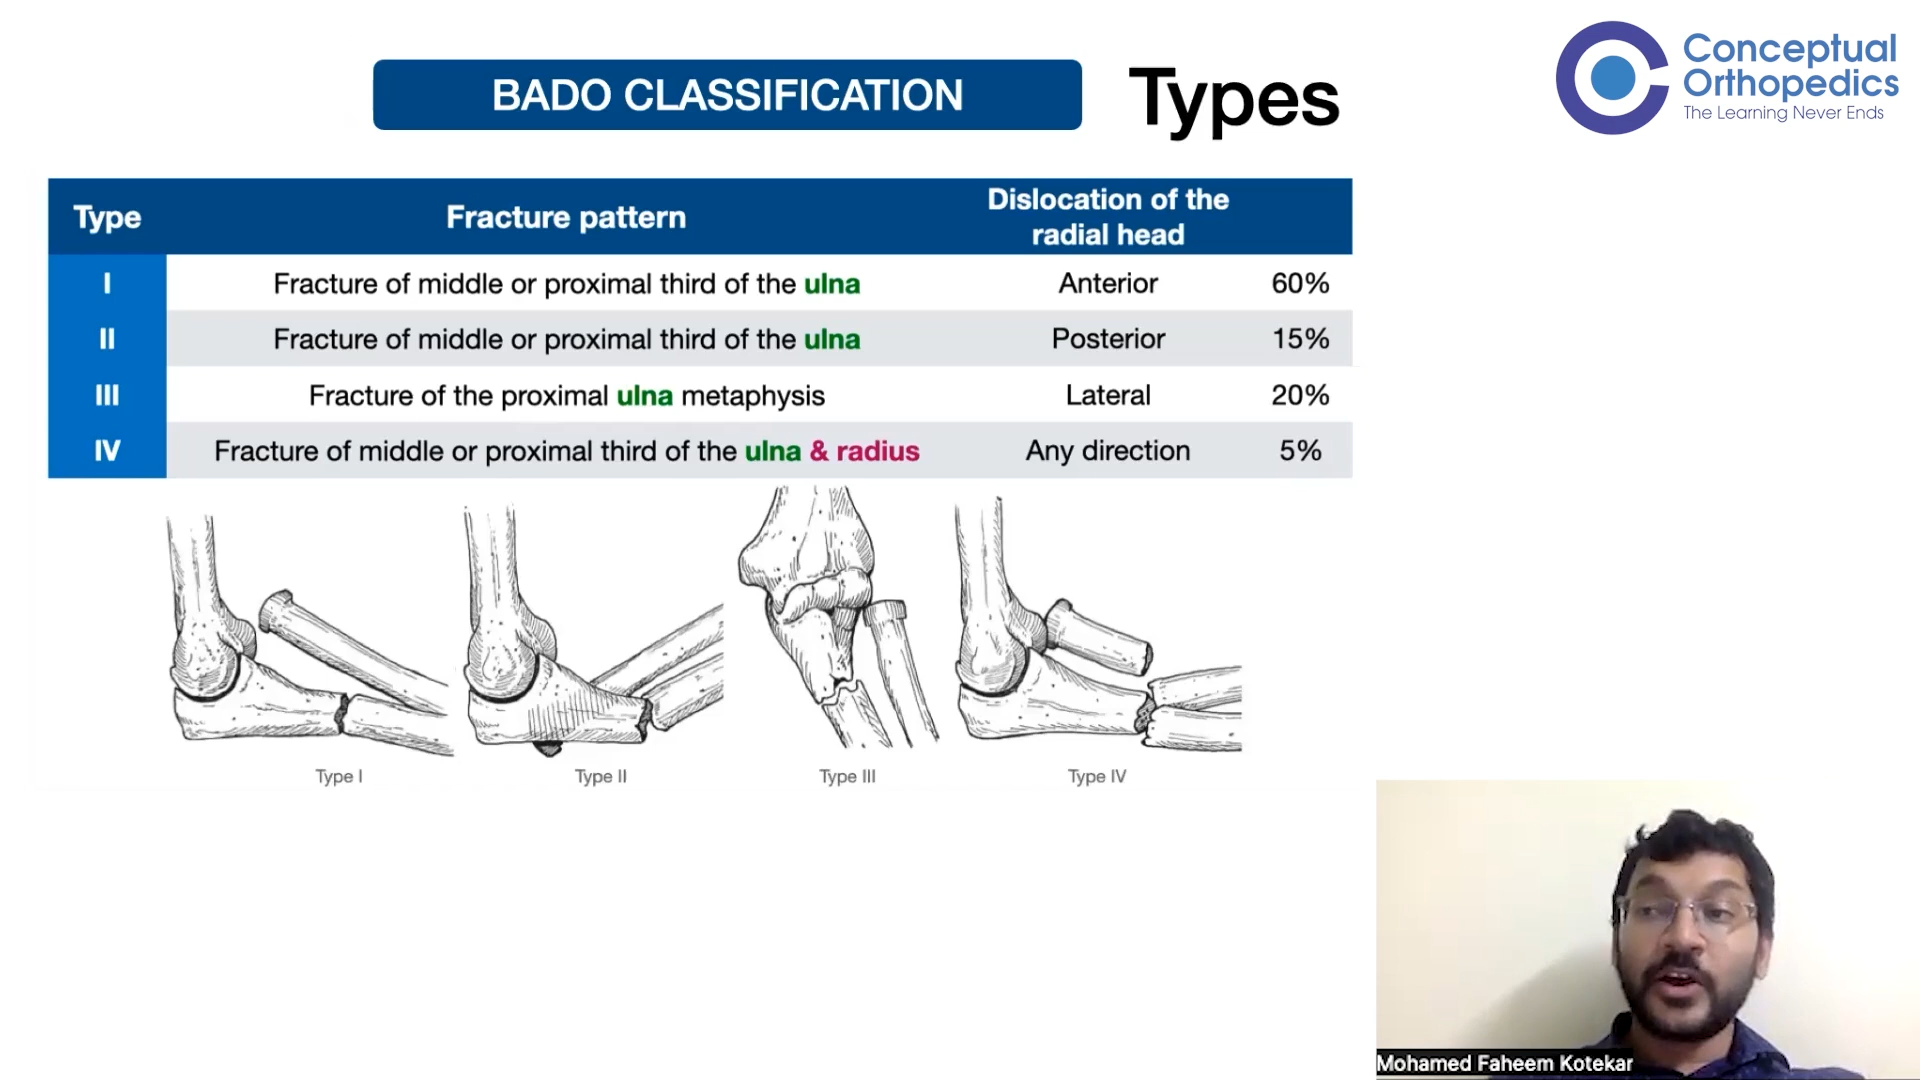 BADO CLASSIFICATION Types
Conceptual
Orthopedics
The Learning Never Ends
Type Fracture pattern Dislocation of the radial head
I Fracture of middle or proximal third of the ulna Anterior 60%
II Fracture of middle or proximal third of the ulna Posterior 15%
III Fracture of the proximal ulna metaphysis Lateral 20%
IV Fracture of middle or proximal third of the ulna & radius Any direction 5%
Type I Type II Type III Type IV
Mohamed Faheem Kotekar